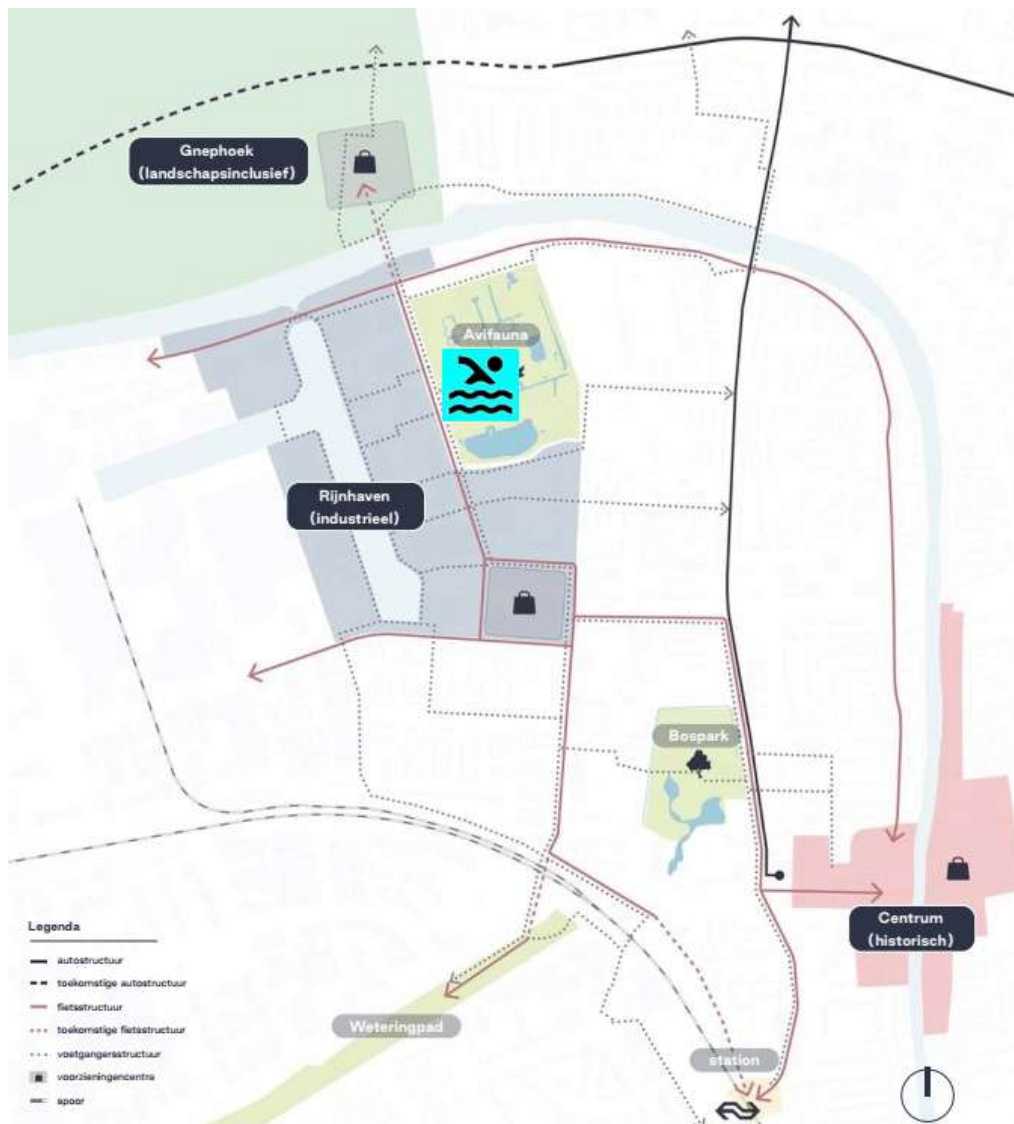 Gnephoek
(landschapsinclusief)
Avifauna
Rijnhaven
(industrieel)
Bospark
Centrum
(historisch)
Legenda
autostructuur
toekomstige autostructuur
fietsstructuur
toekomstige fietsstructuur
voetgangersstructuur
voorzieningencentra
spoor
Weteringpad
station